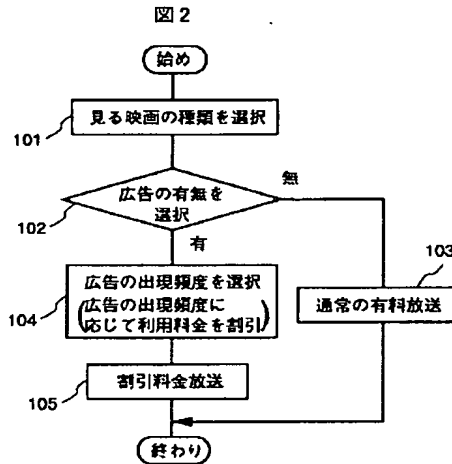 図2
始め
見る映画の種類を選択
101
広告の有無を
選択
無
102
有
103
広告の出現頻度を選択
(広告の出現頻度に
応じて利用料金を割引)
104
通常の有料放送
割引料金放送
105
終わり